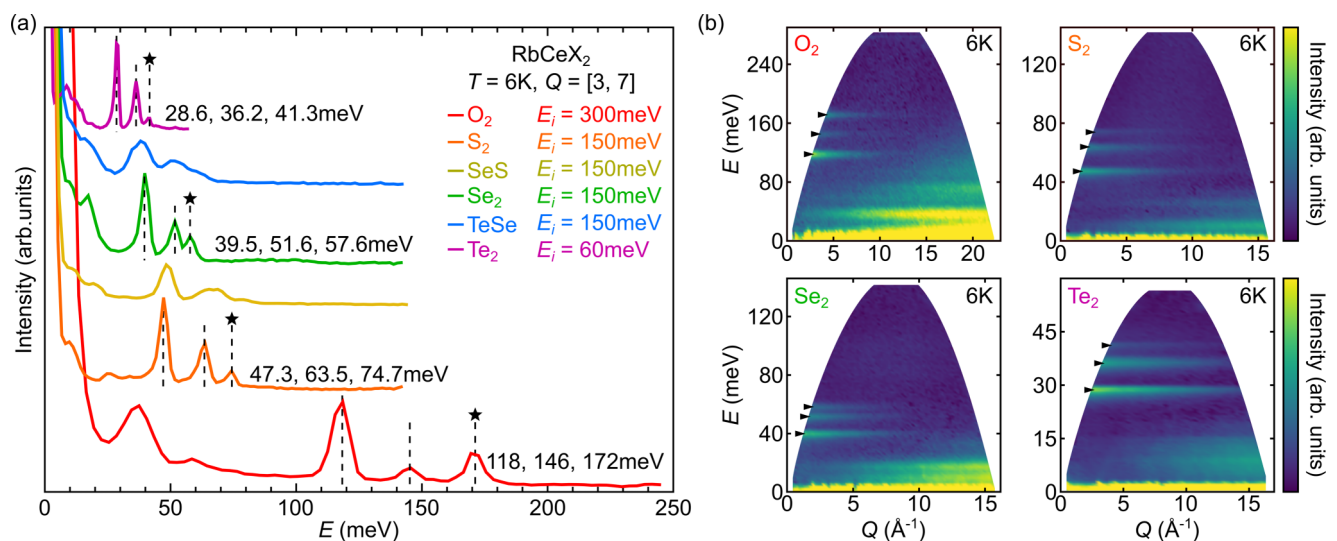 (a)
RbCeX2
T = 6K, Q = [3, 7]
O2 Ei = 300meV
S2 Ei = 150meV
SeS Ei = 150meV
Se2 Ei = 150meV
TeSe Ei = 150meV
Te2 Ei = 60meV
28.6, 36.2, 41.3meV
39.5, 51.6, 57.6meV
47.3, 63.5, 74.7meV
118, 146, 172meV
Intensity (arb.units)
0 50 100 150 200 250
E (meV)
(b)
O2 6K
E (meV)
240
160
80
0
0 5 10 15 20
S2 6K
120
80
40
0
0 5 10 15
Intensity (arb. units)
Se2 6K
E (meV)
120
80
40
0
0 5 10 15
Q (Å-1)
Te2 6K
45
30
15
0
0 5 10 15
Q (Å-1)
Intensity (arb. units)